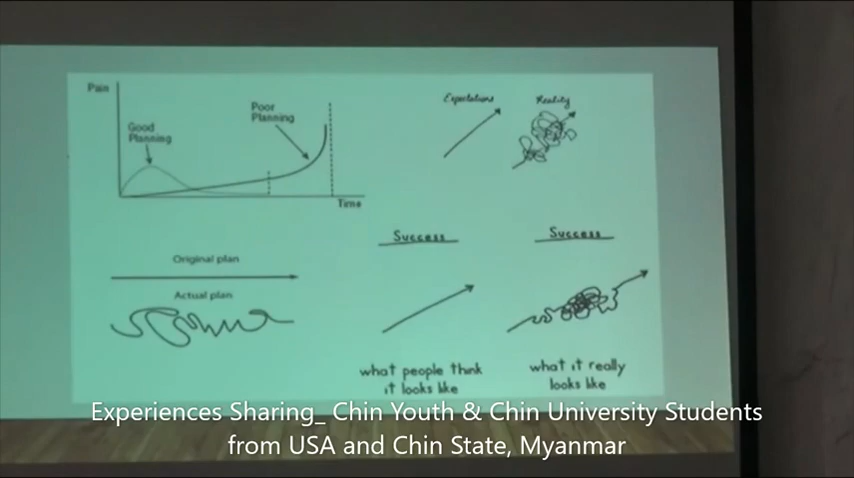 Pain
Good
Planning
Poor
Planning
Time
Expectations
Reality
Original plan
Actual plan
Success
Success
what people think
it looks like
what it really
looks like
Experiences Sharing_ Chin Youth & Chin University Students
from USA and Chin State, Myanmar